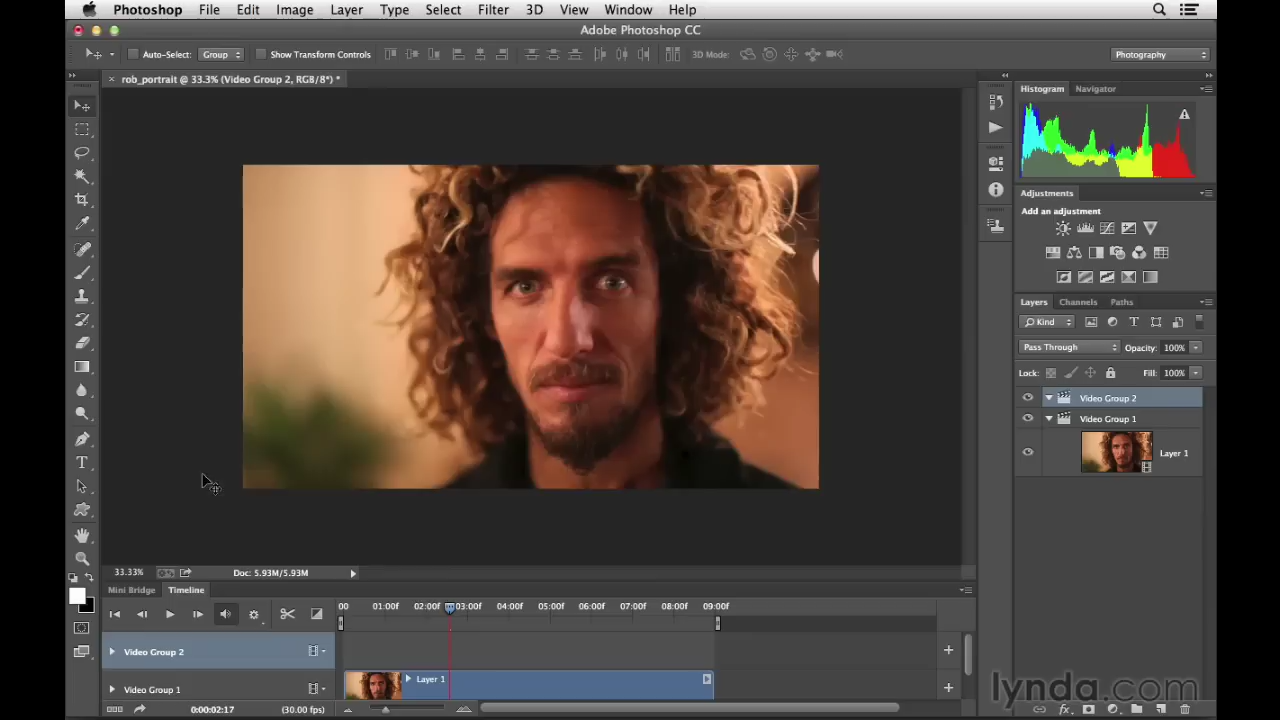 Photoshop File Edit Image Layer Type Select Filter 3D View Window Help
Adobe Photoshop CC
Auto-Select: Group Show Transform Controls 3D Mode: Photography
rob_portrait @ 33.3% (Video Group 2, RGB/8*) *
Histogram Navigator
Adjustments
Add an adjustment
Layers Channels Paths
Kind
Pass Through Opacity: 100%
Lock: Fill: 100%
Video Group 2
Video Group 1
Layer 1
33.33% Doc: 5.93M/5.93M
Mini Bridge Timeline
00 01:00f 02:00f 03:00f 04:00f 05:00f 06:00f 07:00f 08:00f 09:00f
Video Group 2
Layer 1
Video Group 1
0:00:02:17 (30.00 fps)
lynda.com